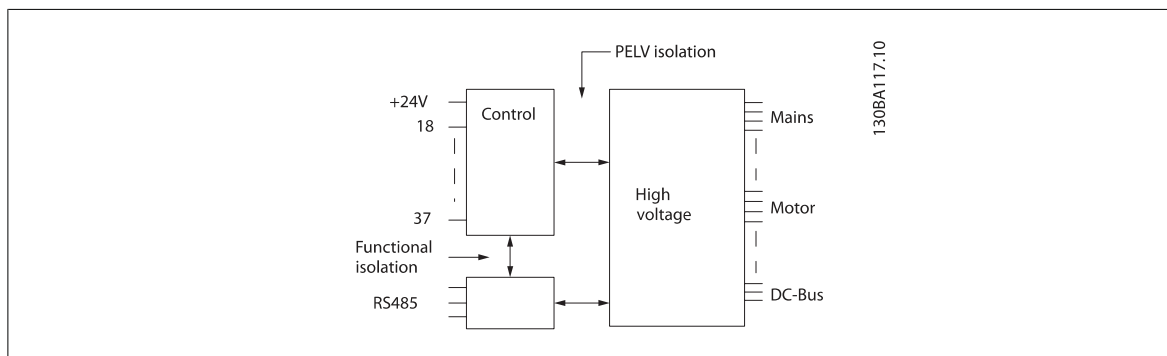 PELV isolation
130BA117.10
+24V
Control
Mains
18
High
voltage
Motor
37
Functional
isolation
DC-Bus
RS485